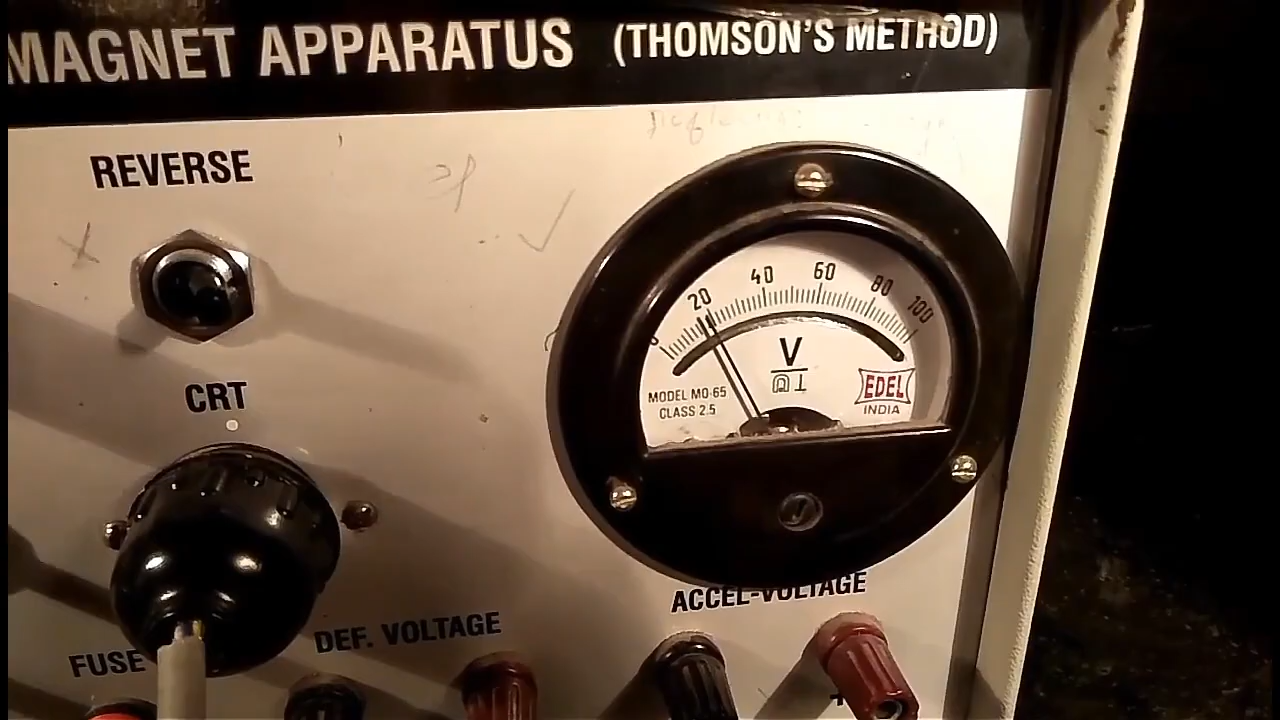 MAGNET APPARATUS (THOMSON'S METHOD)
REVERSE
0 20 40 60 80 100
V
MODEL MO-65
CLASS 2.5
EDEL
INDIA
CRT
ACCEL-VOLTAGE
DEF. VOLTAGE
FUSE
+